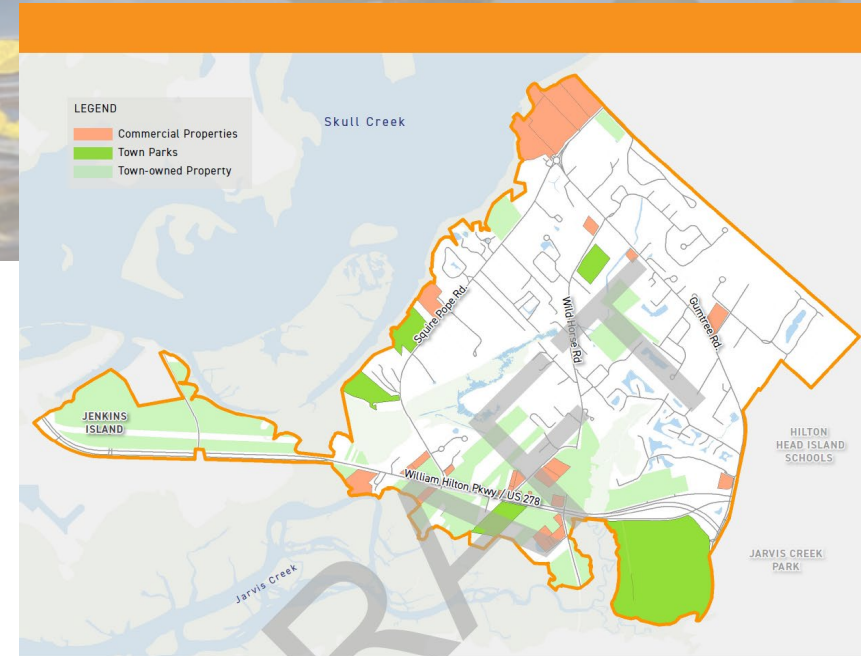 LEGEND
Commercial Properties
Town Parks
Town-owned Property
Skull Creek
Squire Pope Rd.
Wild Horse Rd
Gumtree Rd.
JENKINS
ISLAND
HILTON
HEAD ISLAND
SCHOOLS
William Hilton Pkwy / US 278
JARVIS CREEK
PARK
Jarvis Creek
DRAFT